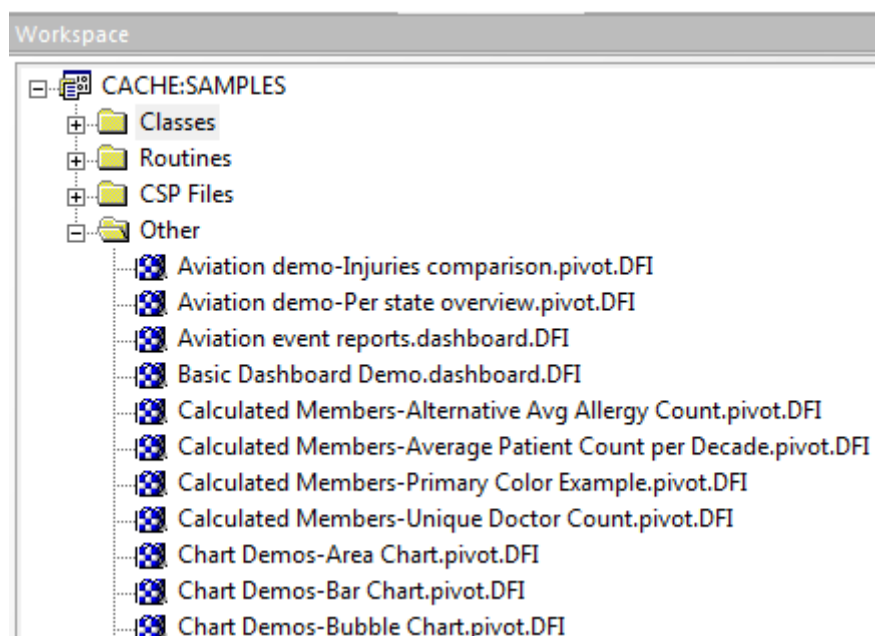 Workspace
CACHE:SAMPLES
Classes
Routines
CSP Files
Other
Aviation demo-Injuries comparison.pivot.DFI
Aviation demo-Per state overview.pivot.DFI
Aviation event reports.dashboard.DFI
Basic Dashboard Demo.dashboard.DFI
Calculated Members-Alternative Avg Allergy Count.pivot.DFI
Calculated Members-Average Patient Count per Decade.pivot.DFI
Calculated Members-Primary Color Example.pivot.DFI
Calculated Members-Unique Doctor Count.pivot.DFI
Chart Demos-Area Chart.pivot.DFI
Chart Demos-Bar Chart.pivot.DFI
Chart Demos-Bubble Chart.pivot.DFI